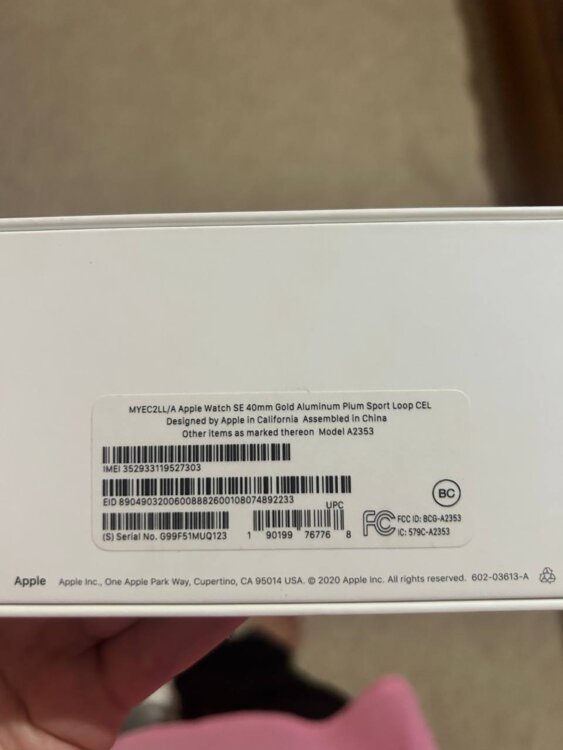 MYEC2LL/A Apple Watch SE 40mm Gold Aluminum Plum Sport Loop CEL
Designed by Apple in California Assembled in China
Other items as marked thereon Model A2353
IMEI 352933119527303
EID 89049032006008882600108074892233
UPC
BC
(S) Serial No. G99F51MUQ123
1 90199 76776 8
FC FCC ID: BCG-A2353
IC: 579C-A2353
Apple Apple Inc., One Apple Park Way, Cupertino, CA 95014 USA. © 2020 Apple Inc. All rights reserved. 602-03613-A